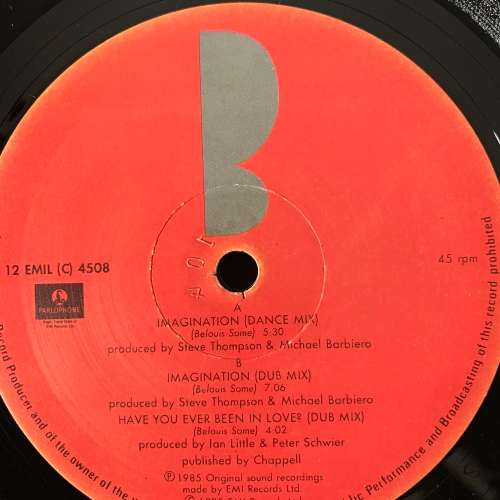 B
12 EMIL (C) 4508
45 rpm
PARLOPHONE
A
IMAGINATION (DANCE MIX)
(Belouis Some) 5:30
produced by Steve Thompson & Michael Barbiero
B
IMAGINATION (DUB MIX)
(Belouis Some) 7:06
produced by Steve Thompson & Michael Barbiero
HAVE YOU EVER BEEN IN LOVE? (DUB MIX)
(Belouis Some) 4:02
produced by Ian Little & Peter Schwier
published by Chappell
℗ 1985 Original sound recordings
made by EMI Records Ltd.
Record Producer and of the owner of the
Public Performance and Broadcasting of this record prohibited